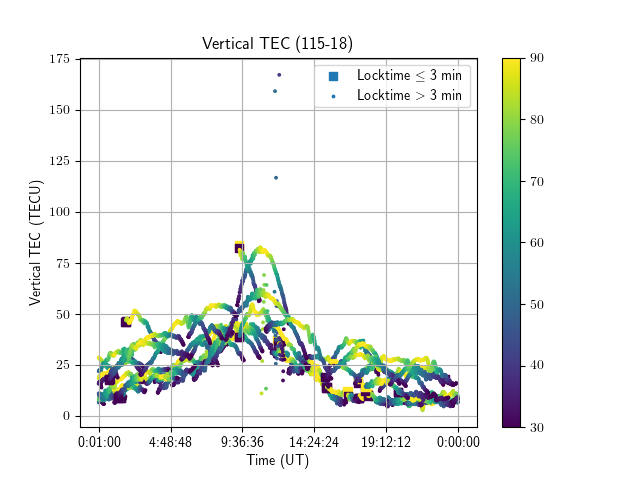 Vertical TEC (115-18)
Vertical TEC (TECU)
175
150
125
100
75
50
25
0
Locktime ≤ 3 min
Locktime > 3 min
90
80
70
60
50
40
30
0:01:00 4:48:48 9:36:36 14:24:24 19:12:12 0:00:00
Time (UT)